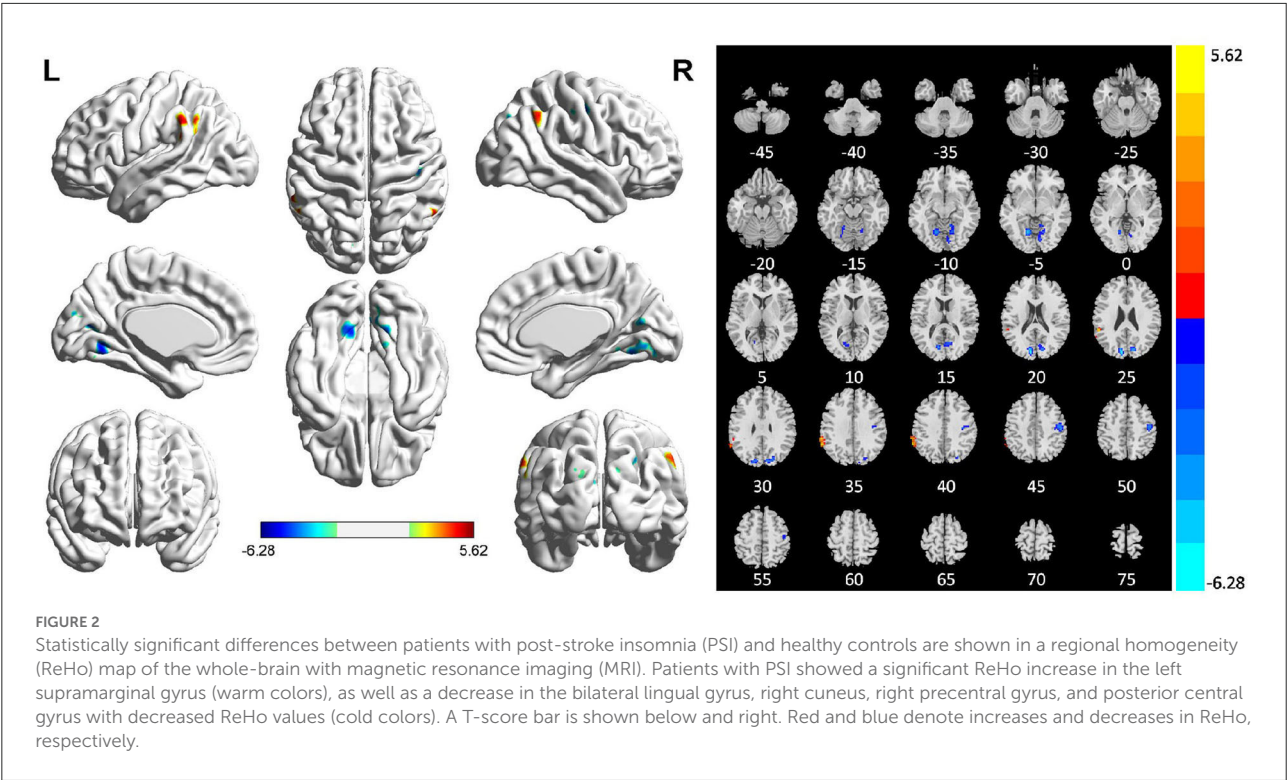 L
R
5.62
-45 -40 -35 -30 -25
-20 -15 -10 -5 0
5 10 15 20 25
30 35 40 45 50
55 60 65 70 75
-6.28
-6.28 5.62
FIGURE 2
Statistically significant differences between patients with post-stroke insomnia (PSI) and healthy controls are shown in a regional homogeneity
(ReHo) map of the whole-brain with magnetic resonance imaging (MRI). Patients with PSI showed a significant ReHo increase in the left
supramarginal gyrus (warm colors), as well as a decrease in the bilateral lingual gyrus, right cuneus, right precentral gyrus, and posterior central
gyrus with decreased ReHo values (cold colors). A T-score bar is shown below and right. Red and blue denote increases and decreases in ReHo,
respectively.